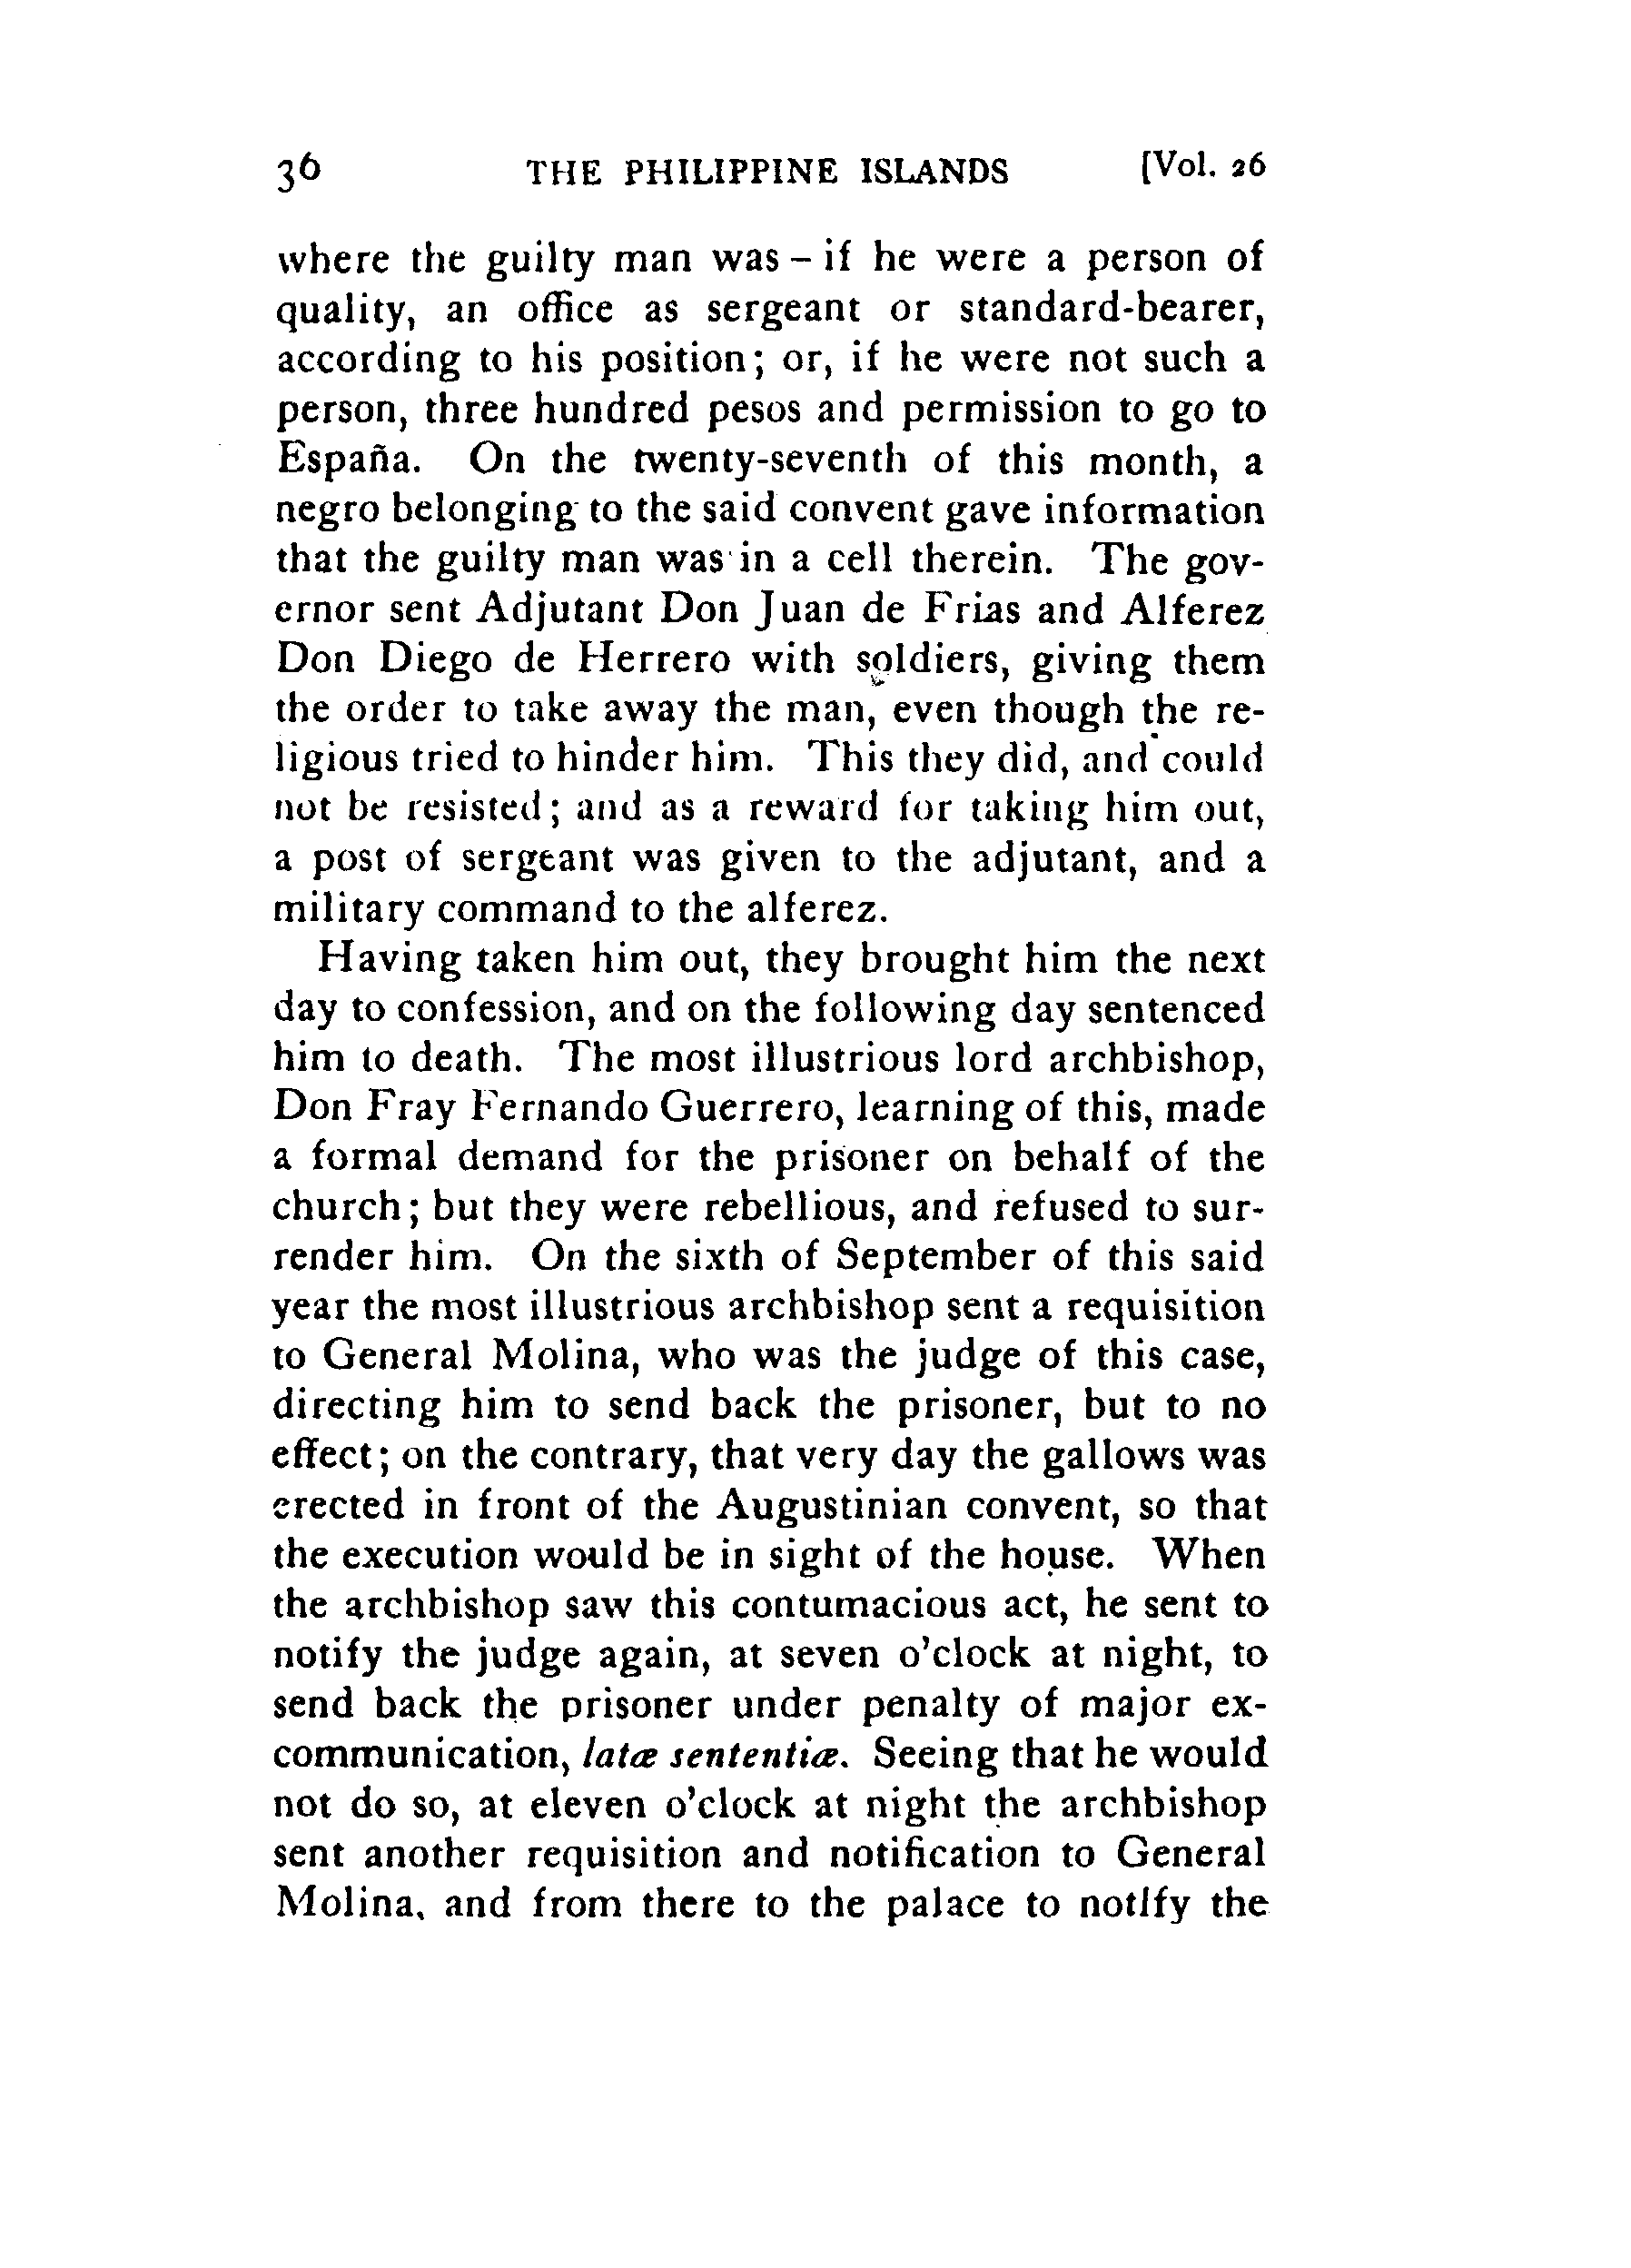 36 THE PHILIPPINE ISLANDS [Vol. 26
where the guilty man was – if he were a person of
quality, an office as sergeant or standard-bearer,
according to his position; or, if he were not such a
person, three hundred pesos and permission to go to
España. On the twenty-seventh of this month, a
negro belonging to the said convent gave information
that the guilty man was in a cell therein. The gov-
ernor sent Adjutant Don Juan de Frias and Alferez
Don Diego de Herrero with soldiers, giving them
the order to take away the man, even though the re-
ligious tried to hinder him. This they did, and could
not be resisted; and as a reward for taking him out,
a post of sergeant was given to the adjutant, and a
military command to the alferez.
Having taken him out, they brought him the next
day to confession, and on the following day sentenced
him to death. The most illustrious lord archbishop,
Don Fray Fernando Guerrero, learning of this, made
a formal demand for the prisoner on behalf of the
church; but they were rebellious, and refused to sur-
render him. On the sixth of September of this said
year the most illustrious archbishop sent a requisition
to General Molina, who was the judge of this case,
directing him to send back the prisoner, but to no
effect; on the contrary, that very day the gallows was
erected in front of the Augustinian convent, so that
the execution would be in sight of the house. When
the archbishop saw this contumacious act, he sent to
notify the judge again, at seven o'clock at night, to
send back the prisoner under penalty of major ex-
communication, latæ sententiæ. Seeing that he would
not do so, at eleven o'clock at night the archbishop
sent another requisition and notification to General
Molina, and from there to the palace to notify the